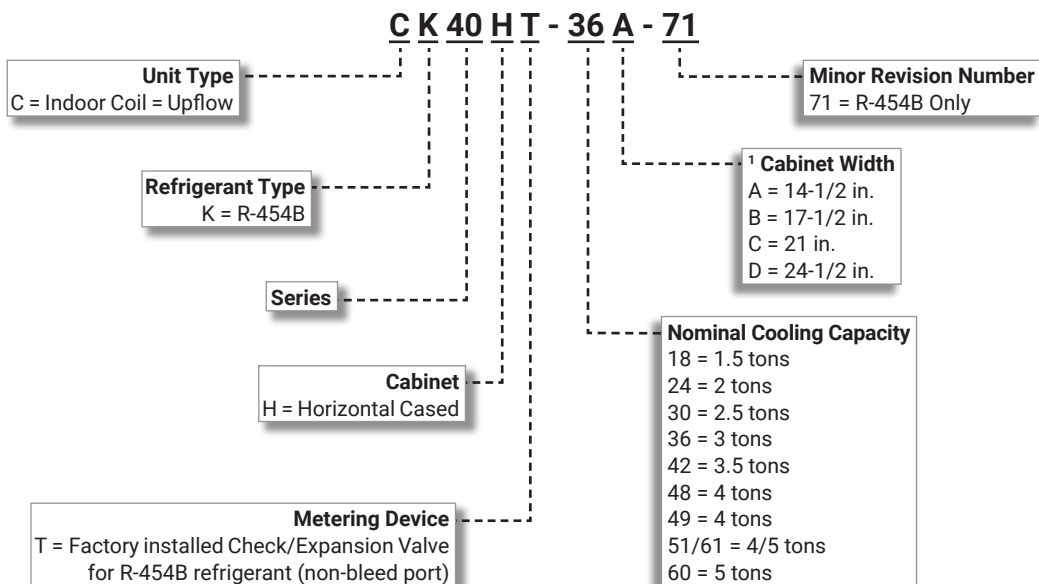 C K 40 H T - 36 A - 71
Unit Type
C = Indoor Coil = Upflow
Minor Revision Number
71 = R-454B Only
¹ Cabinet Width
A = 14-1/2 in.
B = 17-1/2 in.
C = 21 in.
D = 24-1/2 in.
Refrigerant Type
K = R-454B
Series
Nominal Cooling Capacity
18 = 1.5 tons
24 = 2 tons
30 = 2.5 tons
36 = 3 tons
42 = 3.5 tons
48 = 4 tons
49 = 4 tons
51/61 = 4/5 tons
60 = 5 tons
Cabinet
H = Horizontal Cased
Metering Device
T = Factory installed Check/Expansion Valve
for R-454B refrigerant (non-bleed port)